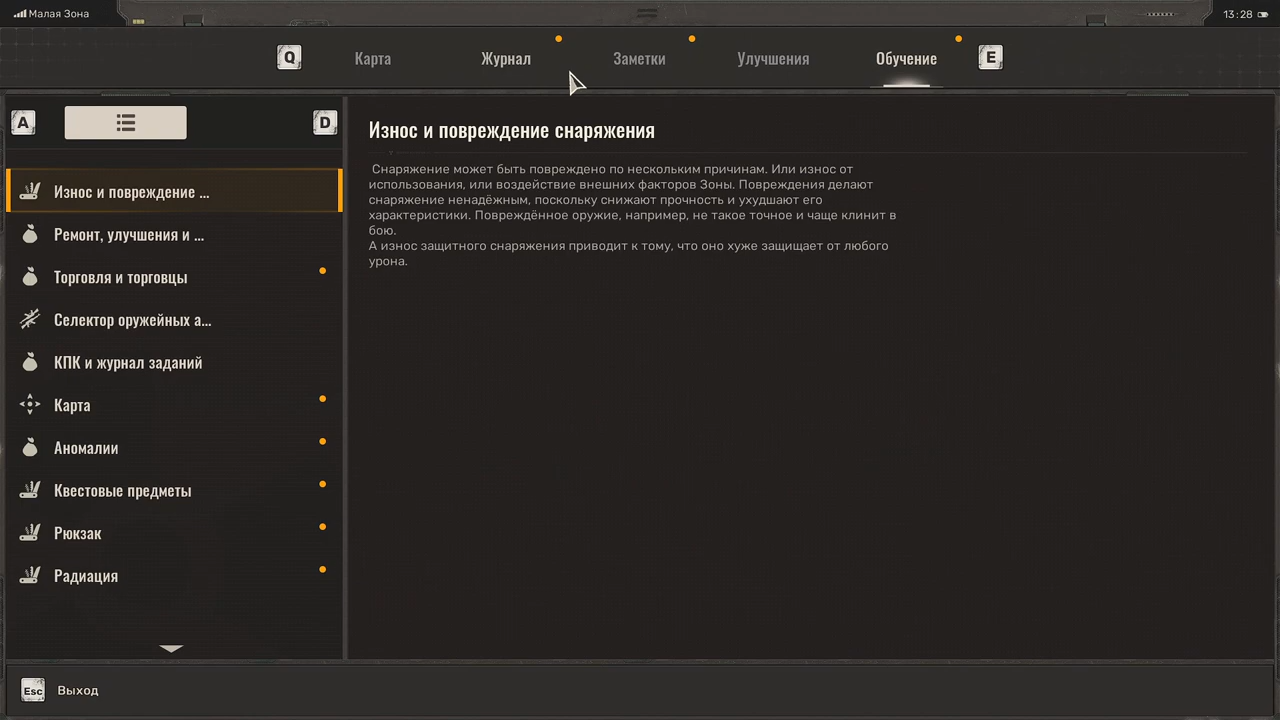 Малая Зона
13:28
Q
Карта
Журнал
Заметки
Улучшения
Обучение
E
A
D
Износ и повреждение ...
Ремонт, улучшения и ...
Торговля и торговцы
Селектор оружейных а...
КПК и журнал заданий
Карта
Аномалии
Квестовые предметы
Рюкзак
Радиация
Износ и повреждение снаряжения
Снаряжение может быть повреждено по нескольким причинам. Или износ от
использования, или воздействие внешних факторов Зоны. Повреждения делают
снаряжение ненадёжным, поскольку снижают прочность и ухудшают его
характеристики. Повреждённое оружие, например, не такое точное и чаще клинит в
бою.
А износ защитного снаряжения приводит к тому, что оно хуже защищает от любого
урона.
Esc
Выход